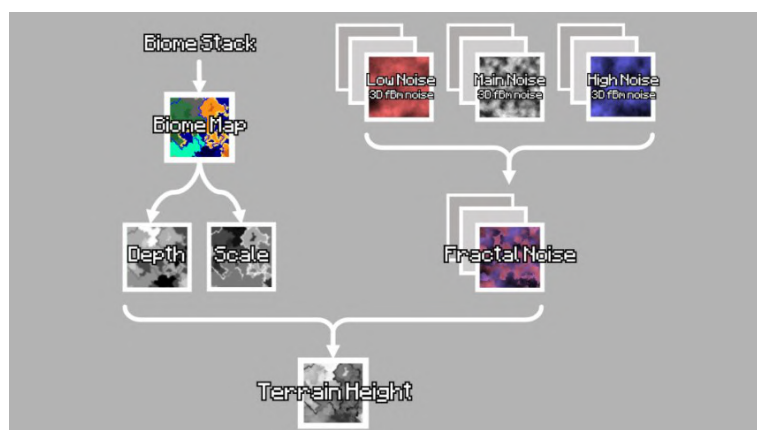 Biome Stack
Low Noise
3D fBm noise
Main Noise
3D fBm noise
High Noise
3D fBm noise
Biome Map
Depth
Scale
Fractal Noise
Terrain Height